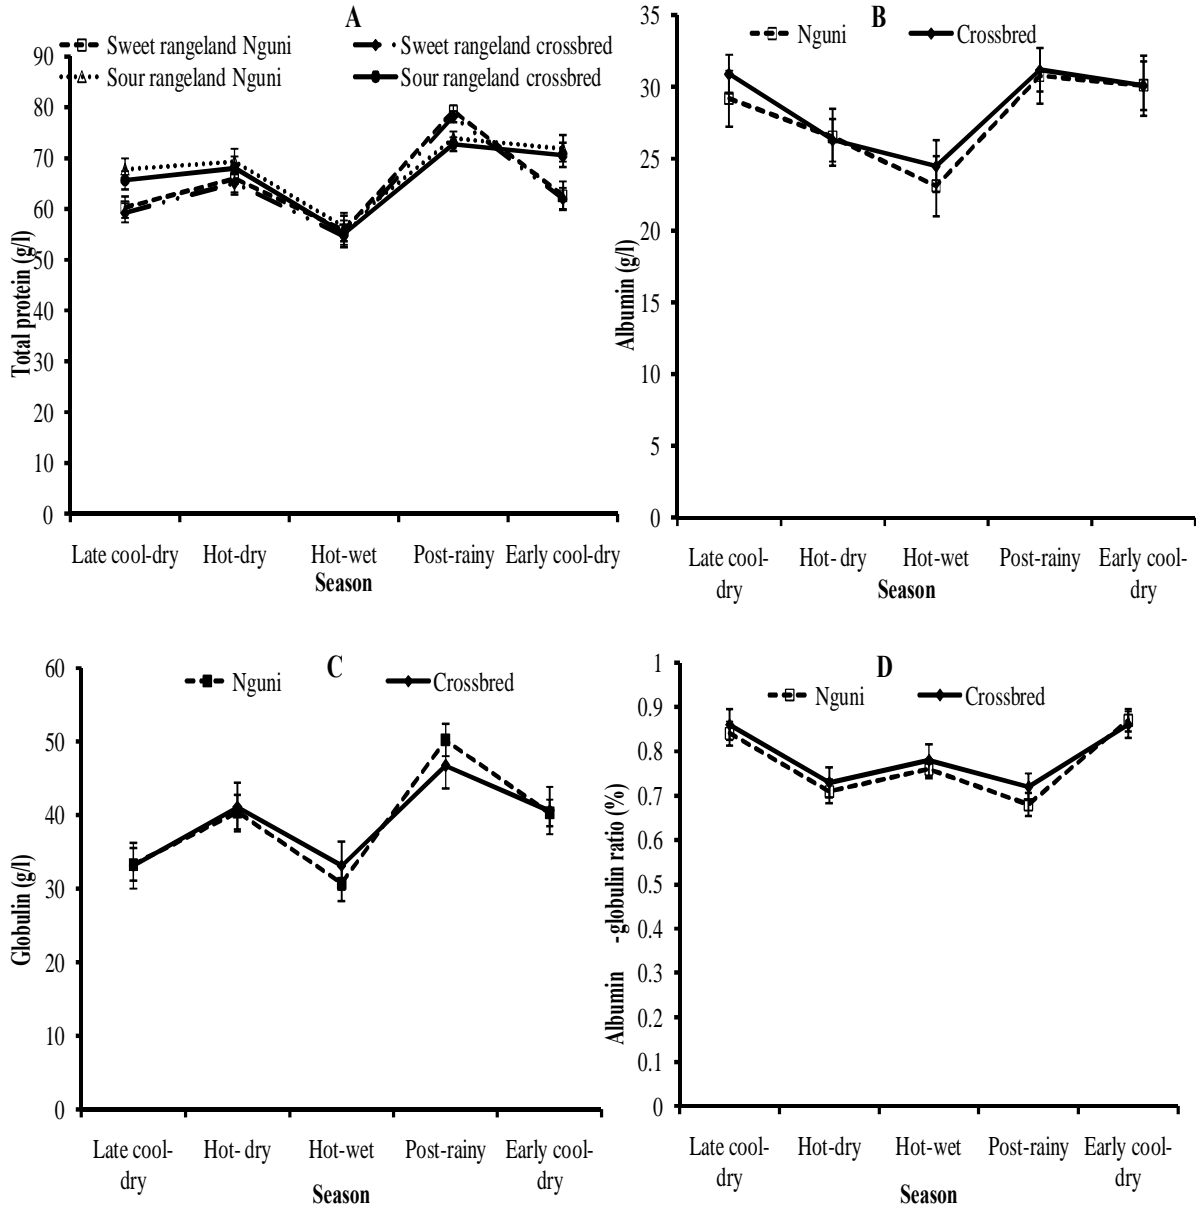 A
Sweet rangeland Nguni
Sweet rangeland crossbred
Sour rangeland Nguni
Sour rangeland crossbred
90
80
70
60
50
40
30
20
10
0
Total protein (g/l)
Late cool-dry
Hot-dry
Hot-wet
Post-rainy
Early cool-dry
Season
B
Nguni
Crossbred
35
30
25
20
15
10
5
0
Albumin (g/l)
Late cool-
dry
Hot- dry
Hot-wet
Post-rainy
Early cool-
dry
Season
C
Nguni
Crossbred
60
50
40
30
20
10
0
Globulin (g/l)
Late cool-
dry
Hot- dry
Hot-wet
Post-rainy
Early cool-
dry
Season
D
Nguni
Crossbred
1
0.9
0.8
0.7
0.6
0.5
0.4
0.3
0.2
0.1
0
Albumin -globulin ratio (%)
Late cool-
dry
Hot- dry
Hot-wet
Post-rainy
Early cool-
dry
Season